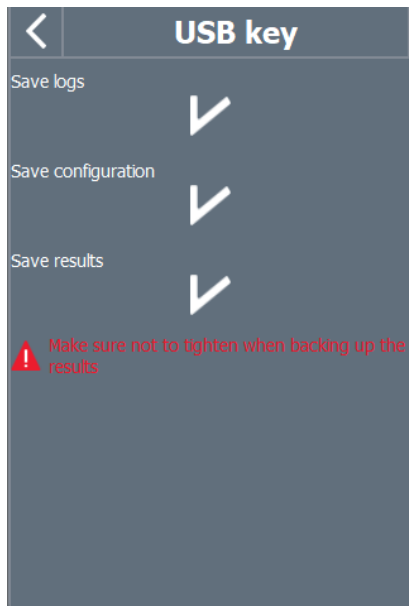 USB key
Save logs
Save configuration
Save results
Make sure not to tighten when backing up the
results